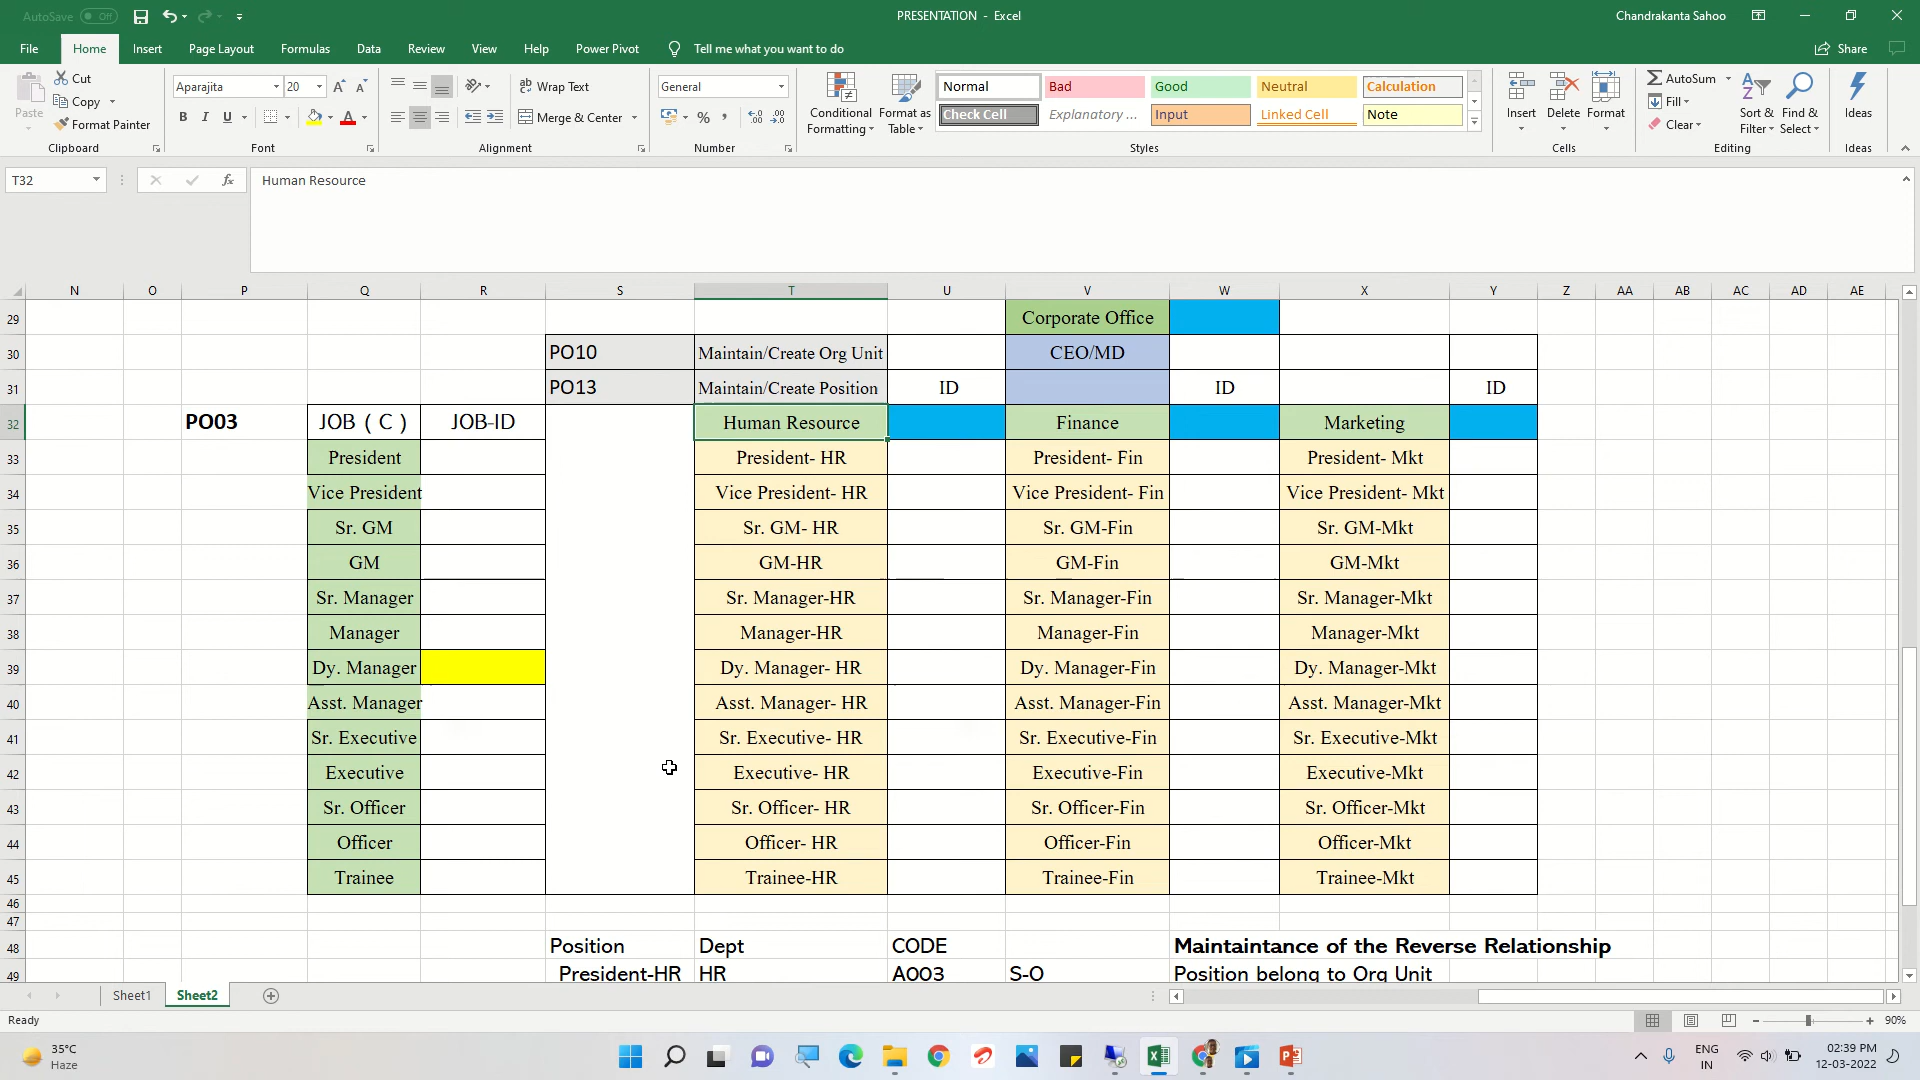 AutoSave Off PRESENTATION - Excel Chandrakanta Sahoo
File Home Insert Page Layout Formulas Data Review View Help Power Pivot Tell me what you want to do Share
Paste Cut Copy Format Painter Clipboard
Aparajita 20 A A B I U A Font
Wrap Text Merge & Center Alignment
General % , Number
Conditional Formatting Format as Table Normal Bad Good Neutral Calculation
Check Cell Explanatory ... Input Linked Cell Note Styles
Insert Delete Format Cells
AutoSum Fill Clear Sort & Filter Find & Select Editing
Ideas Ideas
T32 fx Human Resource
N O P Q R S T U V W X Y Z AA AB AC AD AE
29 Corporate Office
30 PO10 Maintain/Create Org Unit CEO/MD
31 PO13 Maintain/Create Position ID ID ID
32 PO03 JOB ( C ) JOB-ID Human Resource Finance Marketing
33 President President- HR President- Fin President- Mkt
34 Vice President Vice President- HR Vice President- Fin Vice President- Mkt
35 Sr. GM Sr. GM- HR Sr. GM-Fin Sr. GM-Mkt
36 GM GM-HR GM-Fin GM-Mkt
37 Sr. Manager Sr. Manager-HR Sr. Manager-Fin Sr. Manager-Mkt
38 Manager Manager-HR Manager-Fin Manager-Mkt
39 Dy. Manager Dy. Manager- HR Dy. Manager-Fin Dy. Manager-Mkt
40 Asst. Manager Asst. Manager- HR Asst. Manager-Fin Asst. Manager-Mkt
41 Sr. Executive Sr. Executive- HR Sr. Executive-Fin Sr. Executive-Mkt
42 Executive Executive- HR Executive-Fin Executive-Mkt
43 Sr. Officer Sr. Officer- HR Sr. Officer-Fin Sr. Officer-Mkt
44 Officer Officer- HR Officer-Fin Officer-Mkt
45 Trainee Trainee-HR Trainee-Fin Trainee-Mkt
46
47
48 Position Dept CODE Maintaintance of the Reverse Relationship
49 President-HR HR A003 S-O Position belong to Org Unit
Sheet1 Sheet2
Ready 90%
35°C Haze ENG IN 02:39 PM 12-03-2022